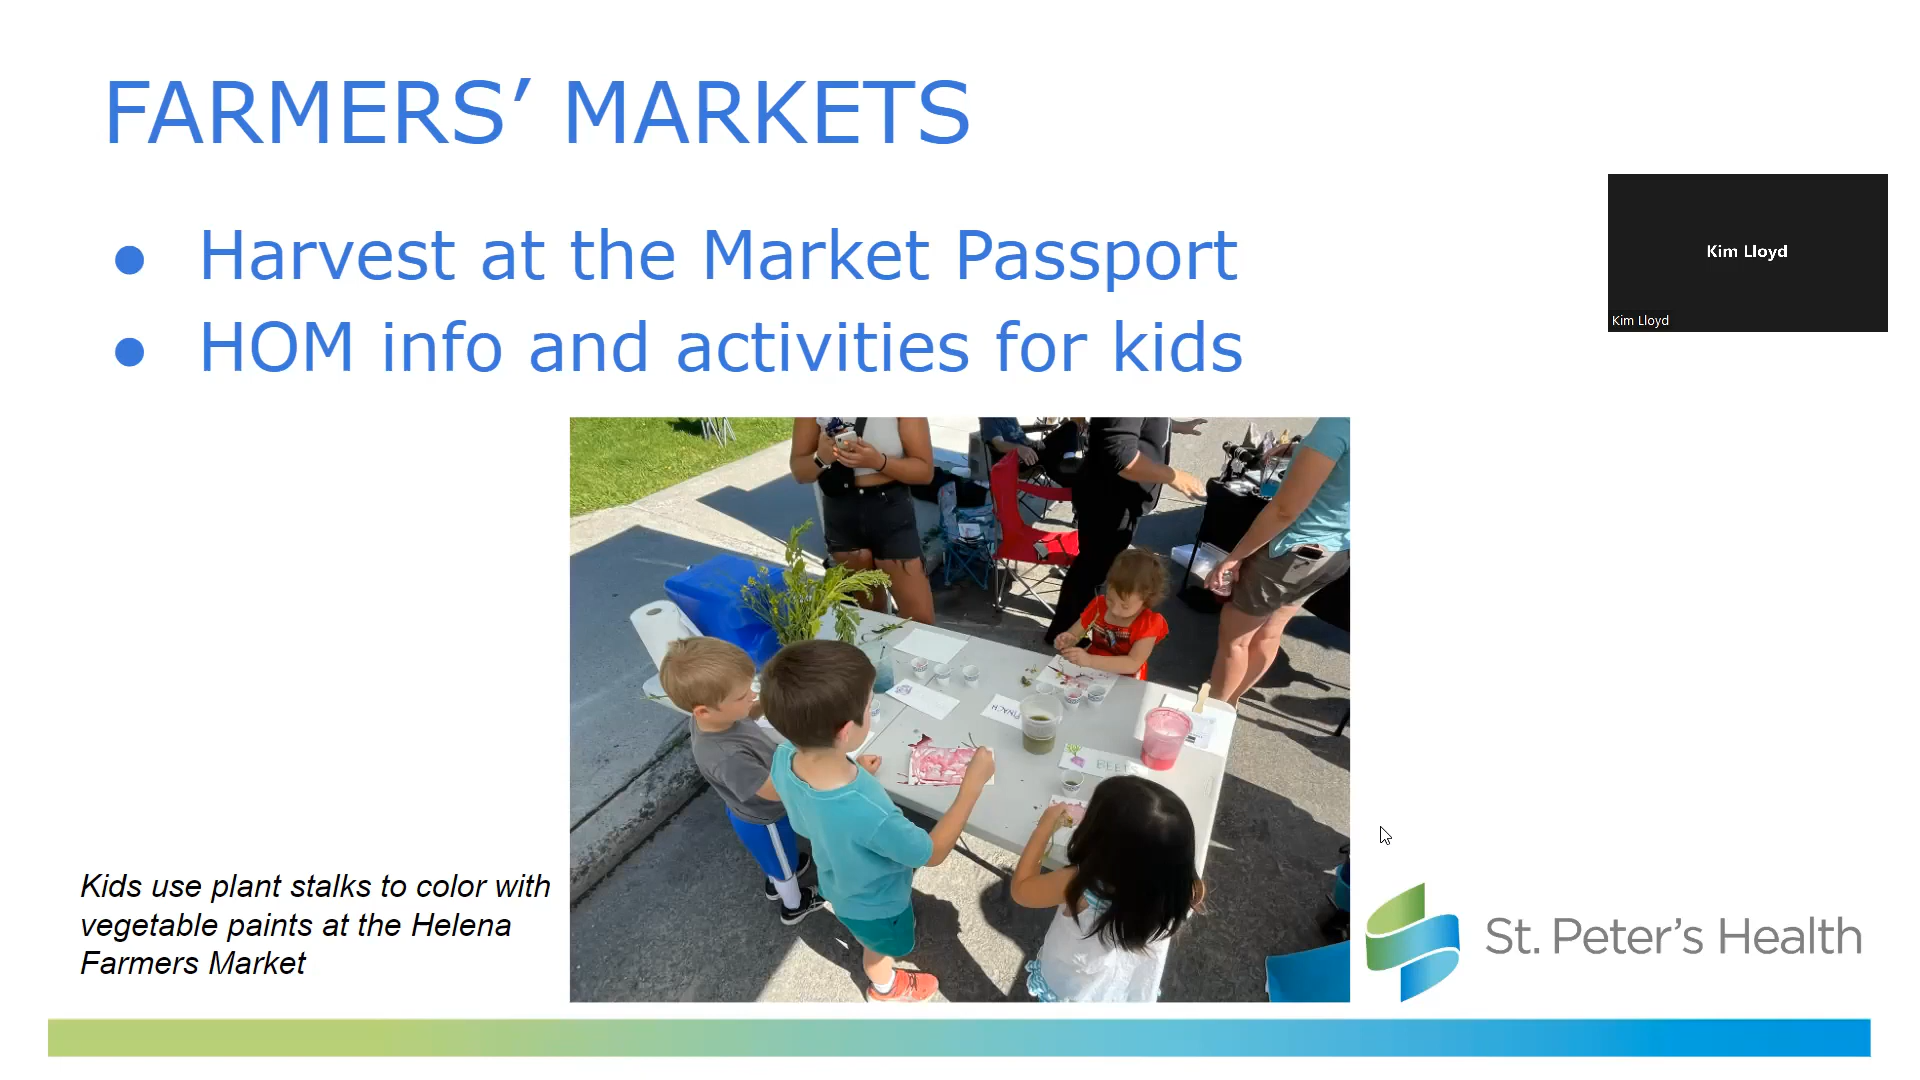 FARMERS’ MARKETS
● Harvest at the Market Passport
● HOM info and activities for kids
Kim Lloyd
Kim Lloyd
BEETS
Kids use plant stalks to color with
vegetable paints at the Helena
Farmers Market
St. Peter’s Health